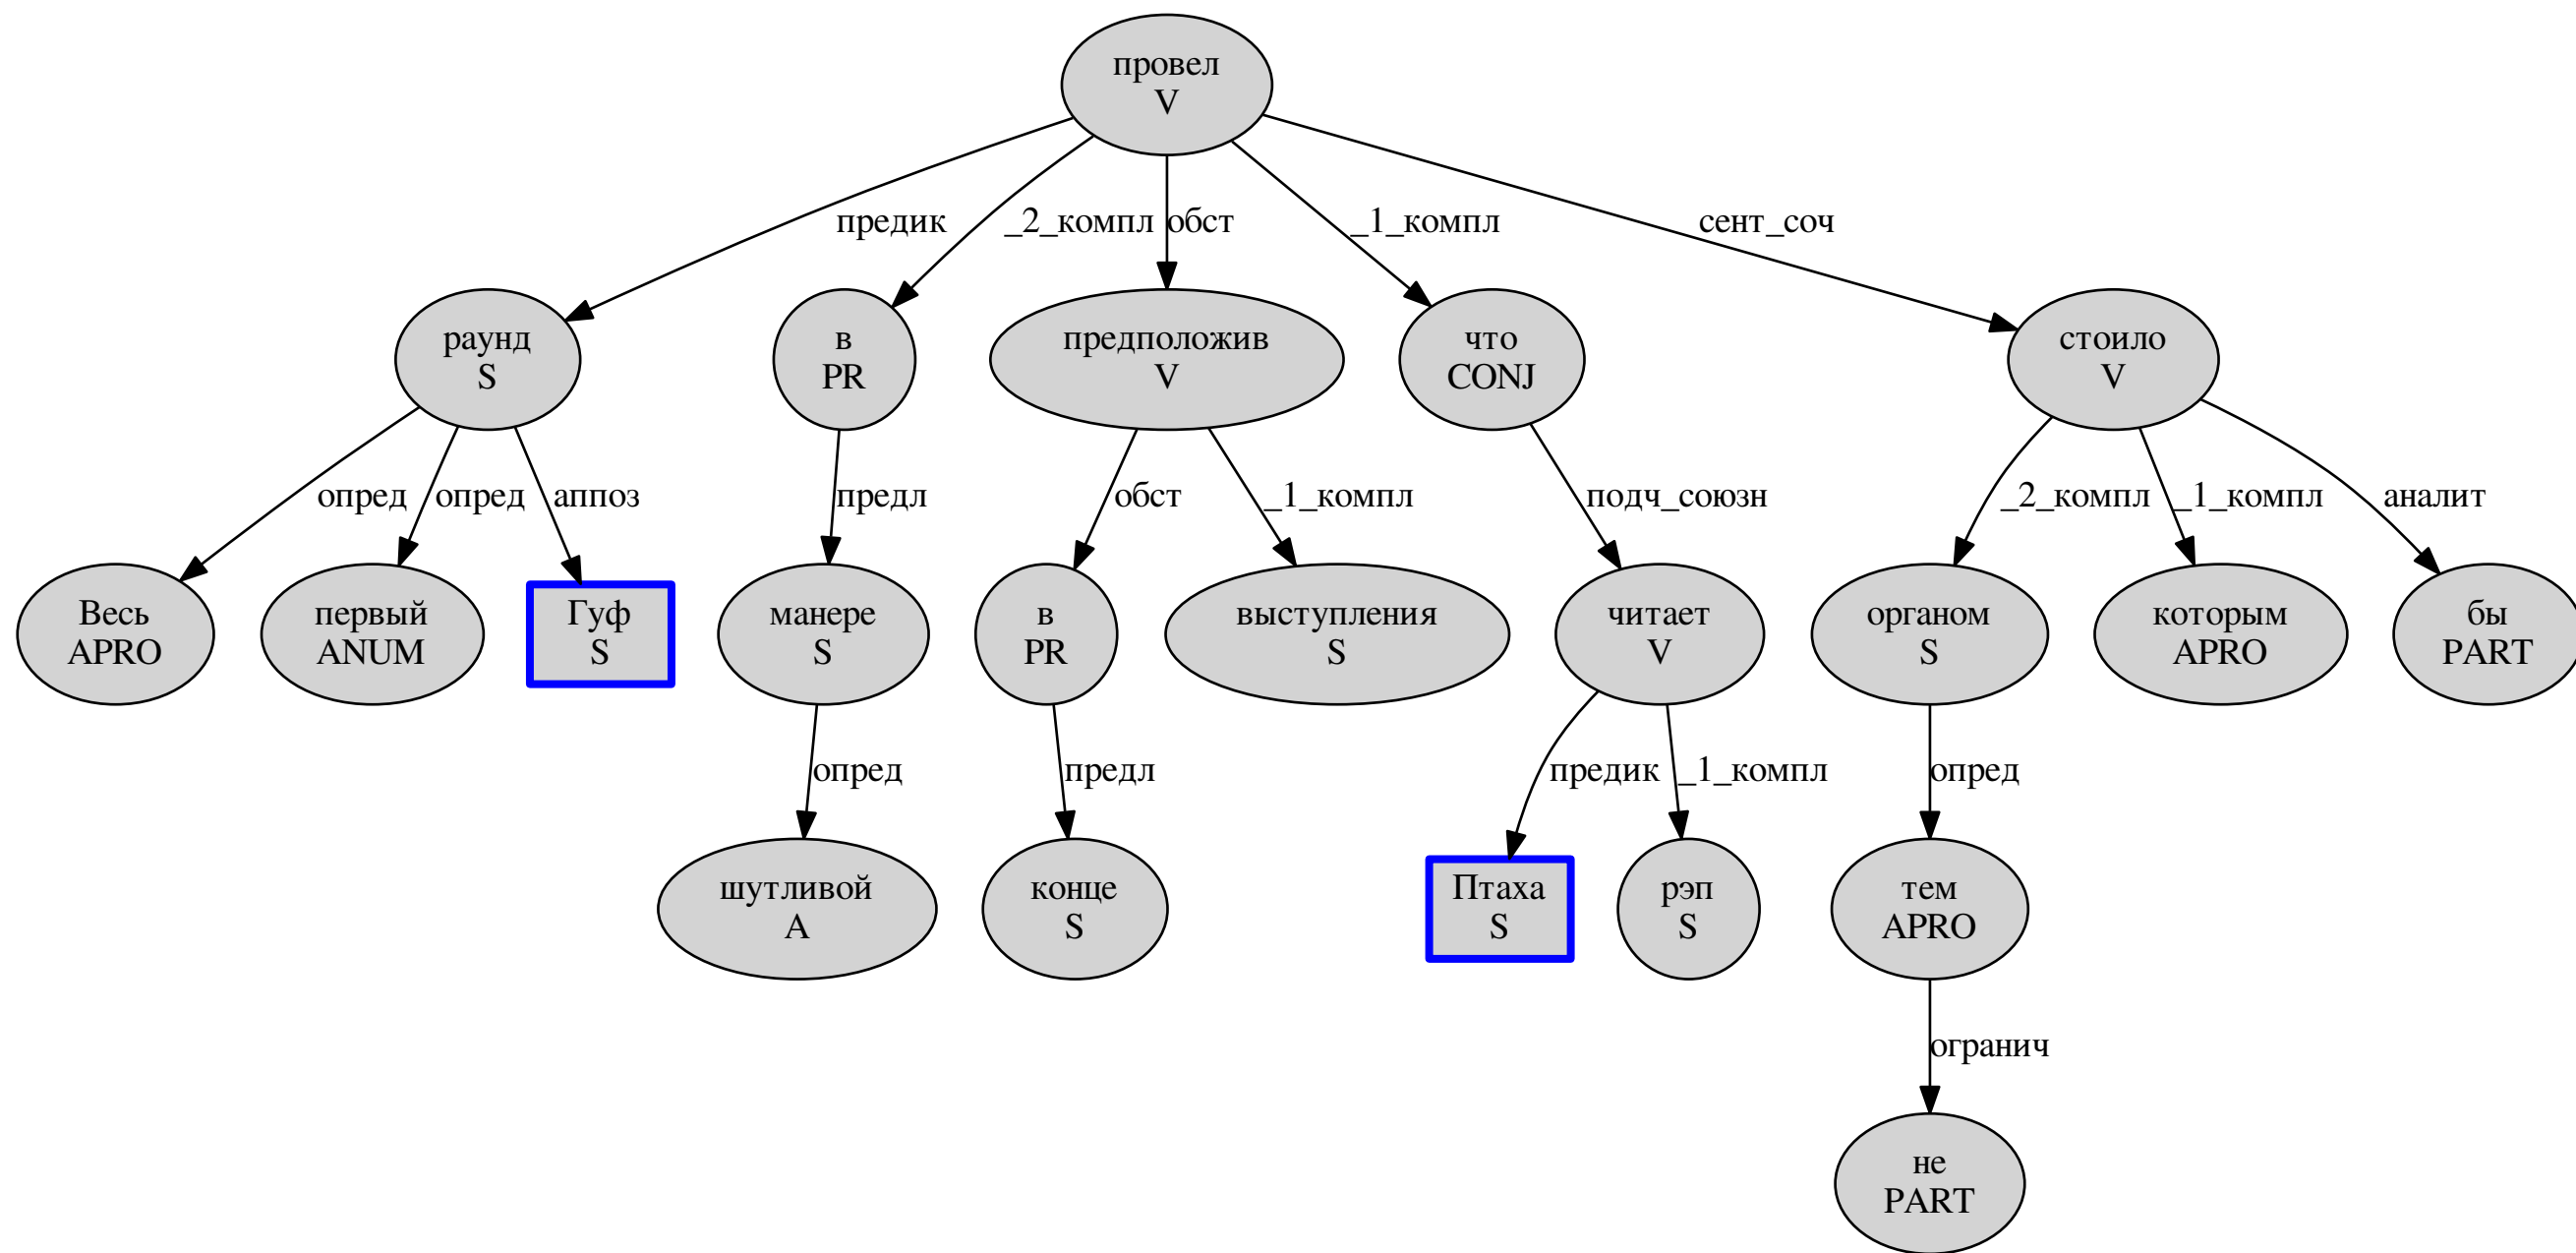 провел
V
предик
_2_компл
обст
_1_компл
сент_соч
раунд
S
в
PR
предположив
V
что
CONJ
стоило
V
опред
опред
аппоз
предл
обст
_1_компл
подч_союзн
_2_компл
_1_компл
аналит
Весь
APRO
первый
ANUM
Гуф
S
манере
S
в
PR
выступления
S
читает
V
органом
S
которым
APRO
бы
PART
опред
предл
предик
_1_компл
опред
шутливой
A
конце
S
Птаха
S
рэп
S
тем
APRO
огранич
не
PART